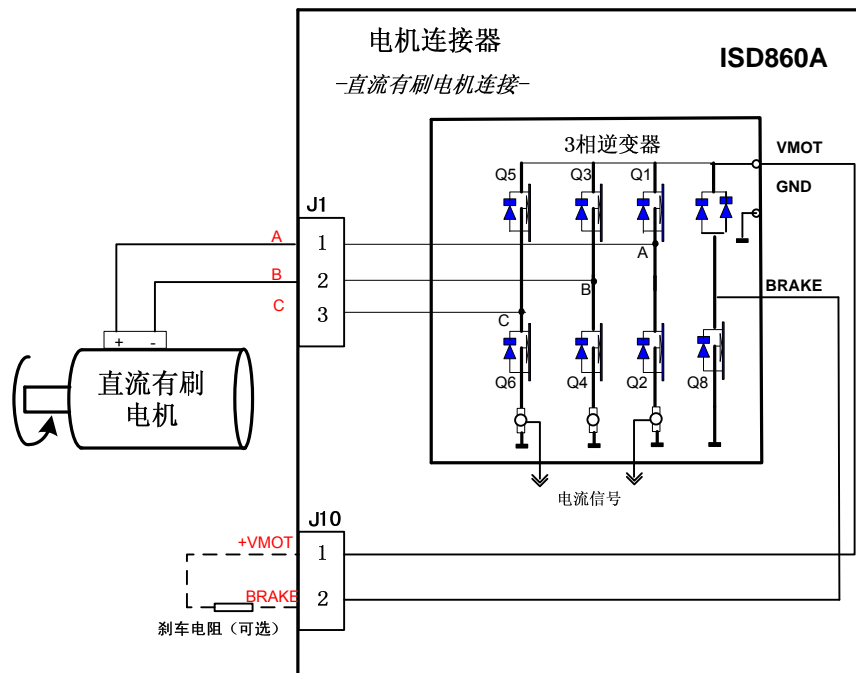 电机连接器
ISD860A
-直流有刷电机连接-
3相逆变器
VMOT
Q5
Q3
Q1
GND
J1
A
1
A
B
2
B
BRAKE
C
3
C
+ -
Q6
Q4
Q2
Q8
直流有刷
电机
电流信号
J10
+VMOT
1
BRAKE
2
刹车电阻（可选）